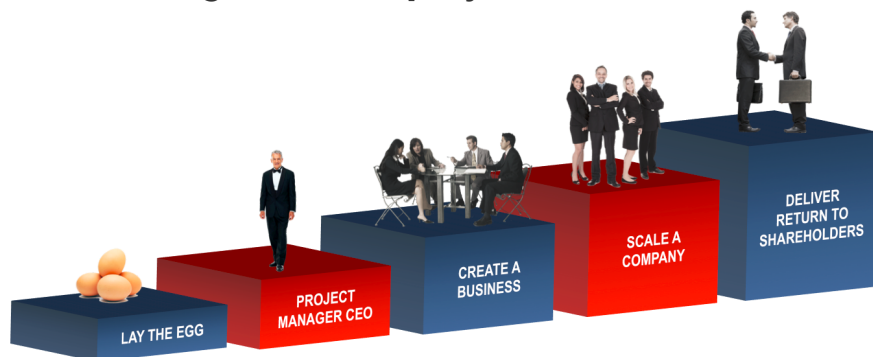 LAY THE EGG
PROJECT
MANAGER CEO
CREATE A
BUSINESS
SCALE A
COMPANY
DELIVER
RETURN TO
SHAREHOLDERS